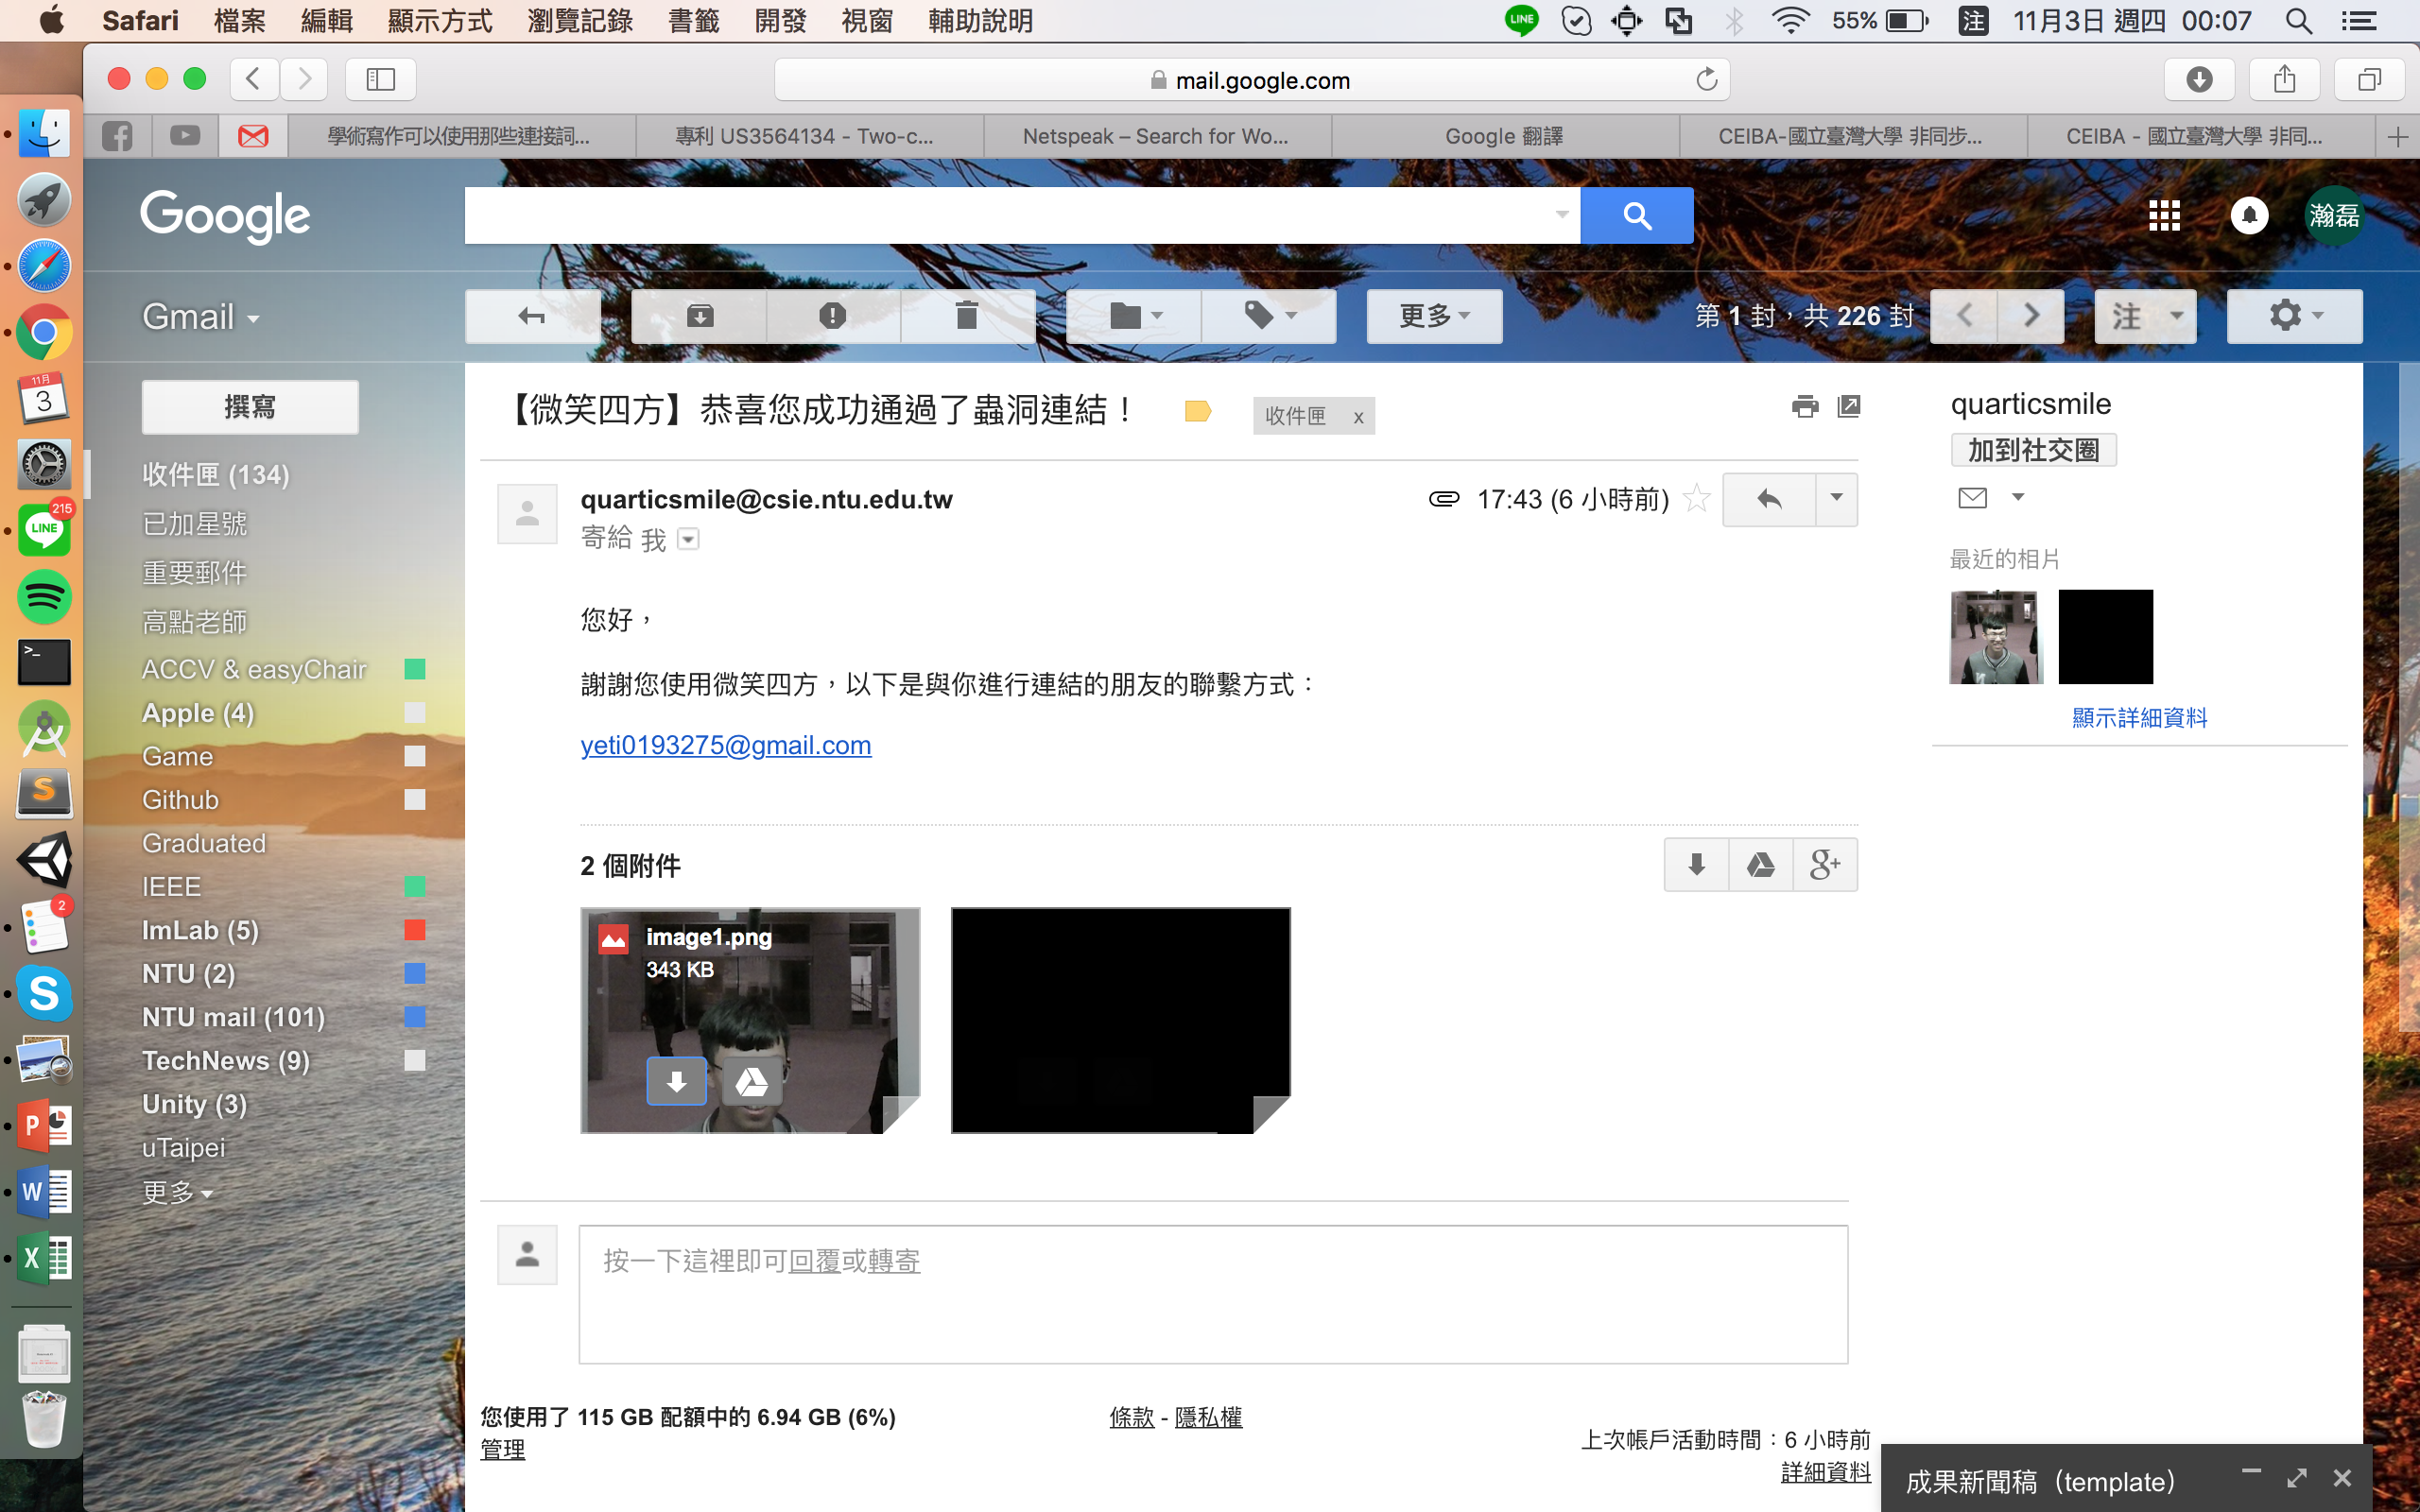 Safari 檔案 編輯 顯示方式 瀏覽記錄 書籤 開發 視窗 輔助說明 LINE 55% 注 11月3日 週四 00:07
mail.google.com
學術寫作可以使用那些連接詞... 專利 US3564134 - Two-c... Netspeak – Search for Wo... Google 翻譯 CEIBA-國立臺灣大學 非同步... CEIBA - 國立臺灣大學 非同...
Google
瀚磊
Gmail
更多
第 1 封，共 226 封
注
撰寫
收件匣 (134)
已加星號
重要郵件
高點老師
ACCV & easyChair
Apple (4)
Game
Github
Graduated
IEEE
ImLab (5)
NTU (2)
NTU mail (101)
TechNews (9)
Unity (3)
uTaipei
更多
11月
3
215
LINE
2
【微笑四方】恭喜您成功通過了蟲洞連結！
收件匣 x
quarticsmile@csie.ntu.edu.tw
17:43 (6 小時前)
寄給 我
您好，
謝謝您使用微笑四方，以下是與你進行連結的朋友的聯繫方式：
yeti0193275@gmail.com
2 個附件
image1.png
343 KB
按一下這裡即可回覆或轉寄
您使用了 115 GB 配額中的 6.94 GB (6%)
管理
條款 - 隱私權
上次帳戶活動時間：6 小時前
詳細資料
quarticsmile
加到社交圈
最近的相片
顯示詳細資料
成果新聞稿（template）